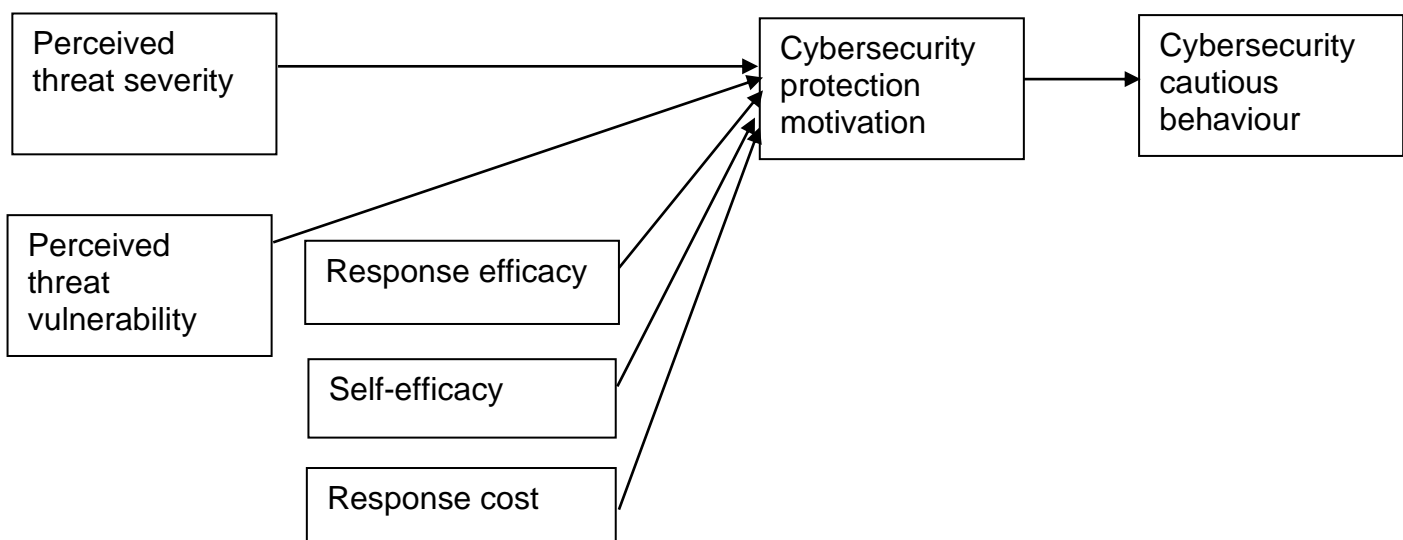 Perceived
threat severity
Cybersecurity
protection
motivation
Cybersecurity
cautious
behaviour
Perceived
threat
vulnerability
Response efficacy
Self-efficacy
Response cost